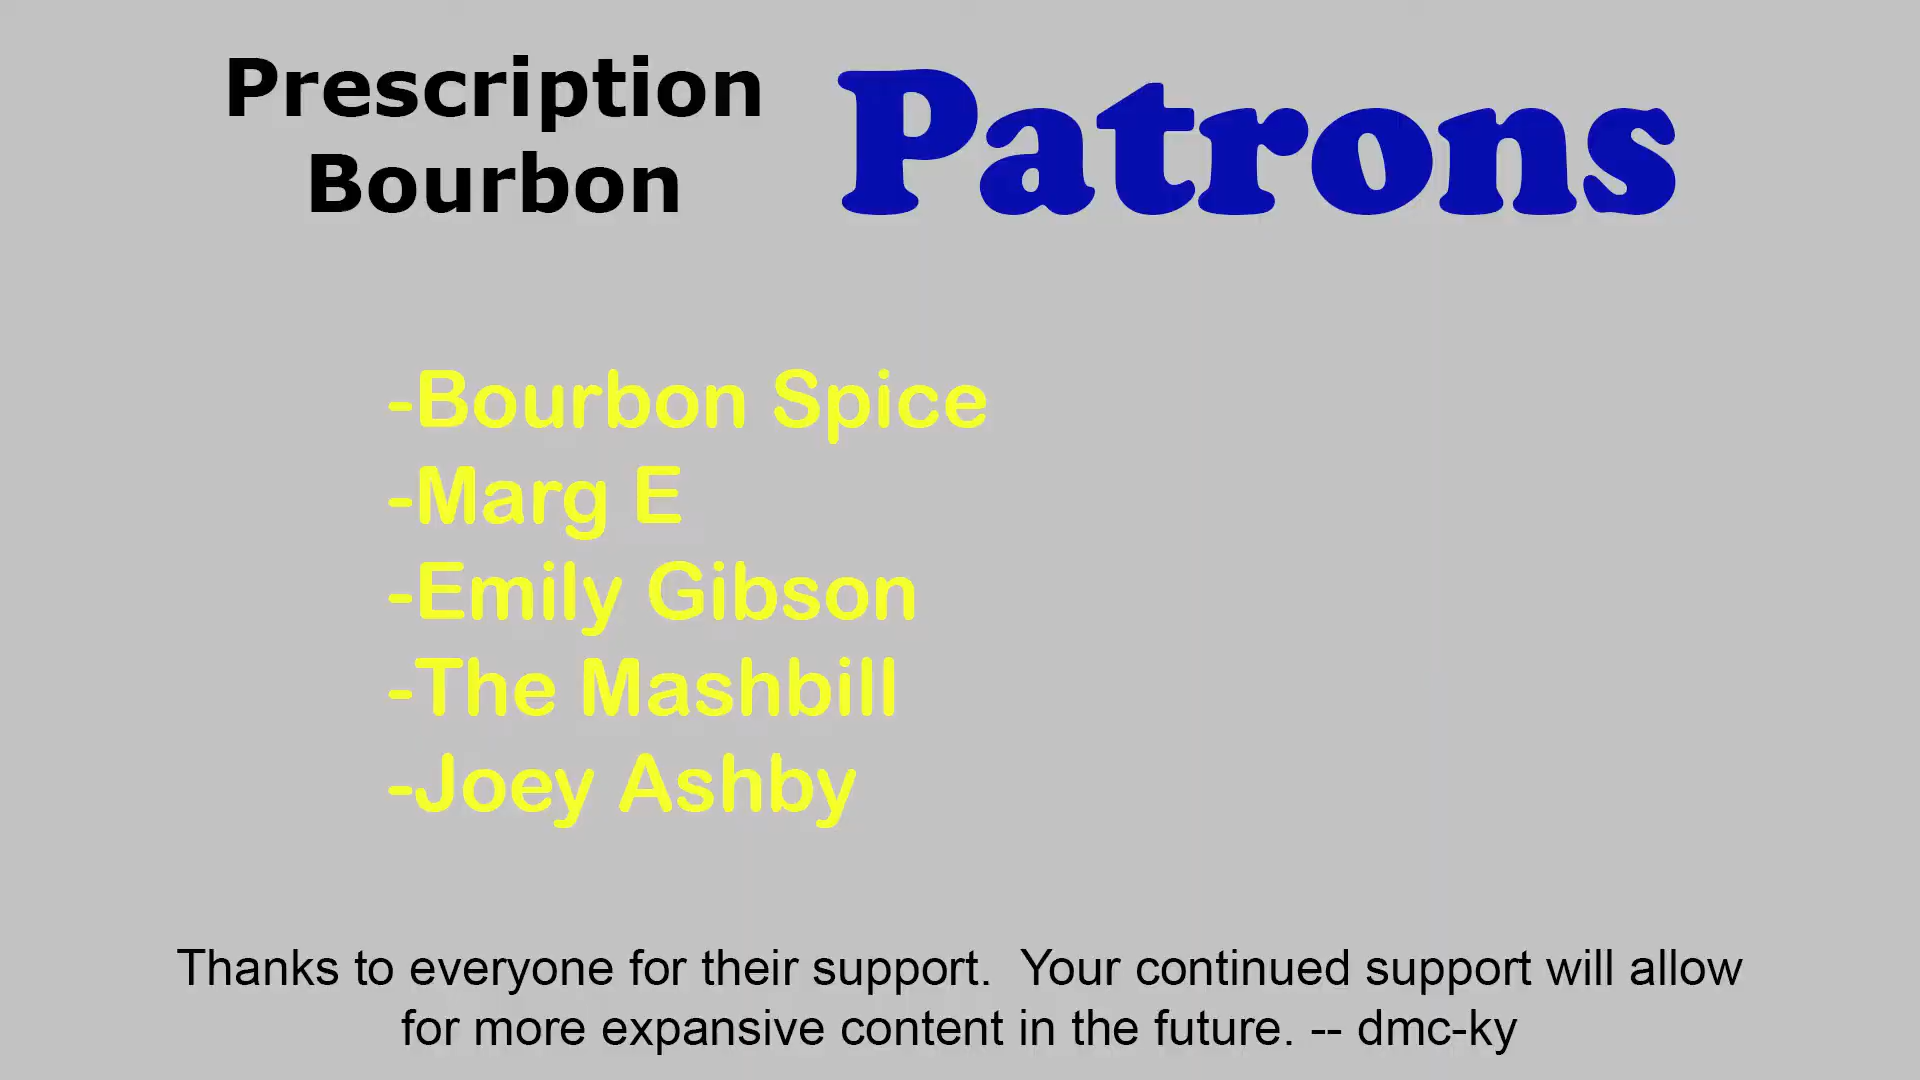 Prescription
Bourbon
Patrons
-Bourbon Spice
-Marg E
-Emily Gibson
-The Mashbill
-Joey Ashby
Thanks to everyone for their support.  Your continued support will allow
for more expansive content in the future. -- dmc-ky